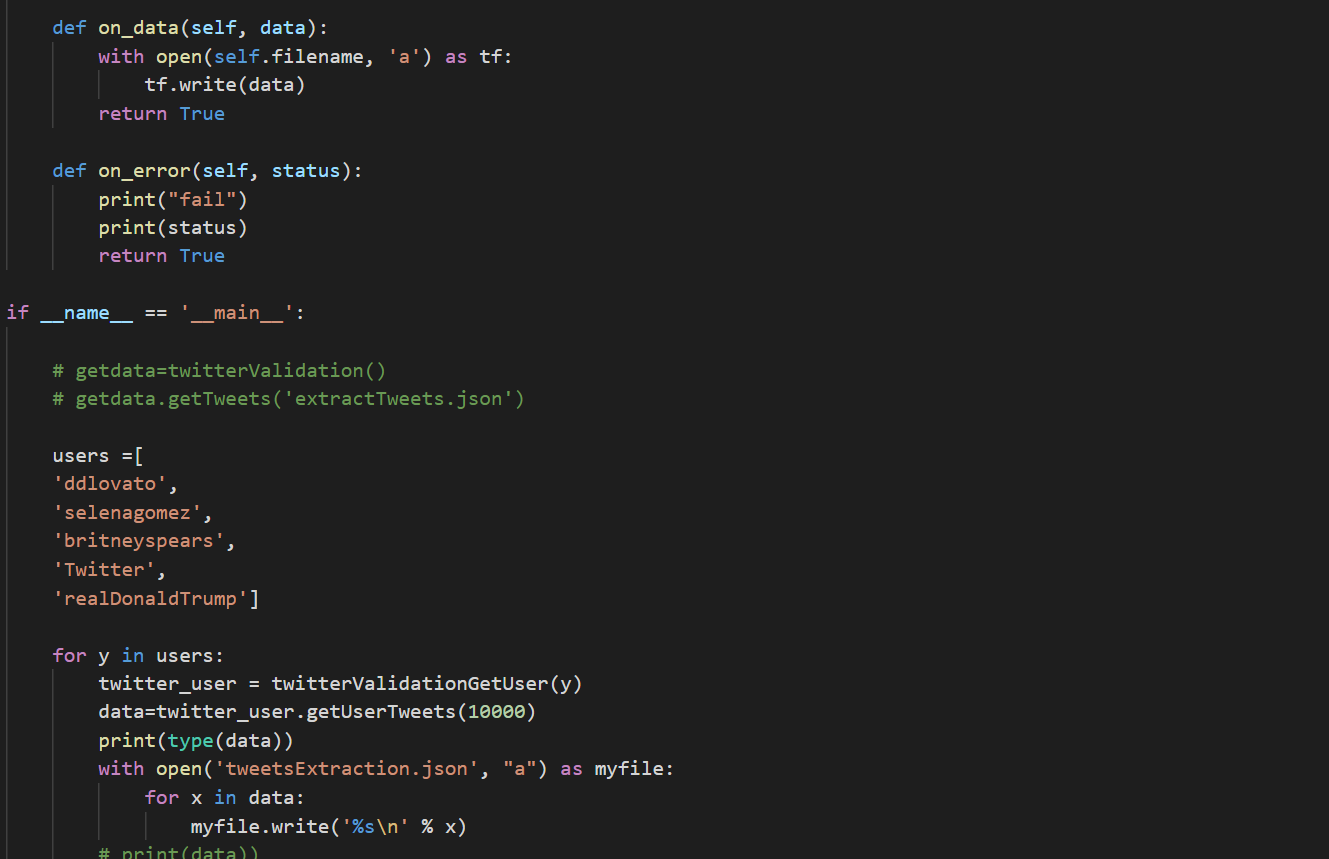 def on_data(self, data):
with open(self.filename, 'a') as tf:
tf.write(data)
return True
def on_error(self, status):
print("fail")
print(status)
return True
if __name__ == '__main__':
# getdata=twitterValidation()
# getdata.getTweets('extractTweets.json')
users =[
'ddlovato',
'selenagomez',
'britneyspears',
'Twitter',
'realDonaldTrump']
for y in users:
twitter_user = twitterValidationGetUser(y)
data=twitter_user.getUserTweets(10000)
print(type(data))
with open('tweetsExtraction.json', "a") as myfile:
for x in data:
myfile.write('%s\n' % x)
# print(data))